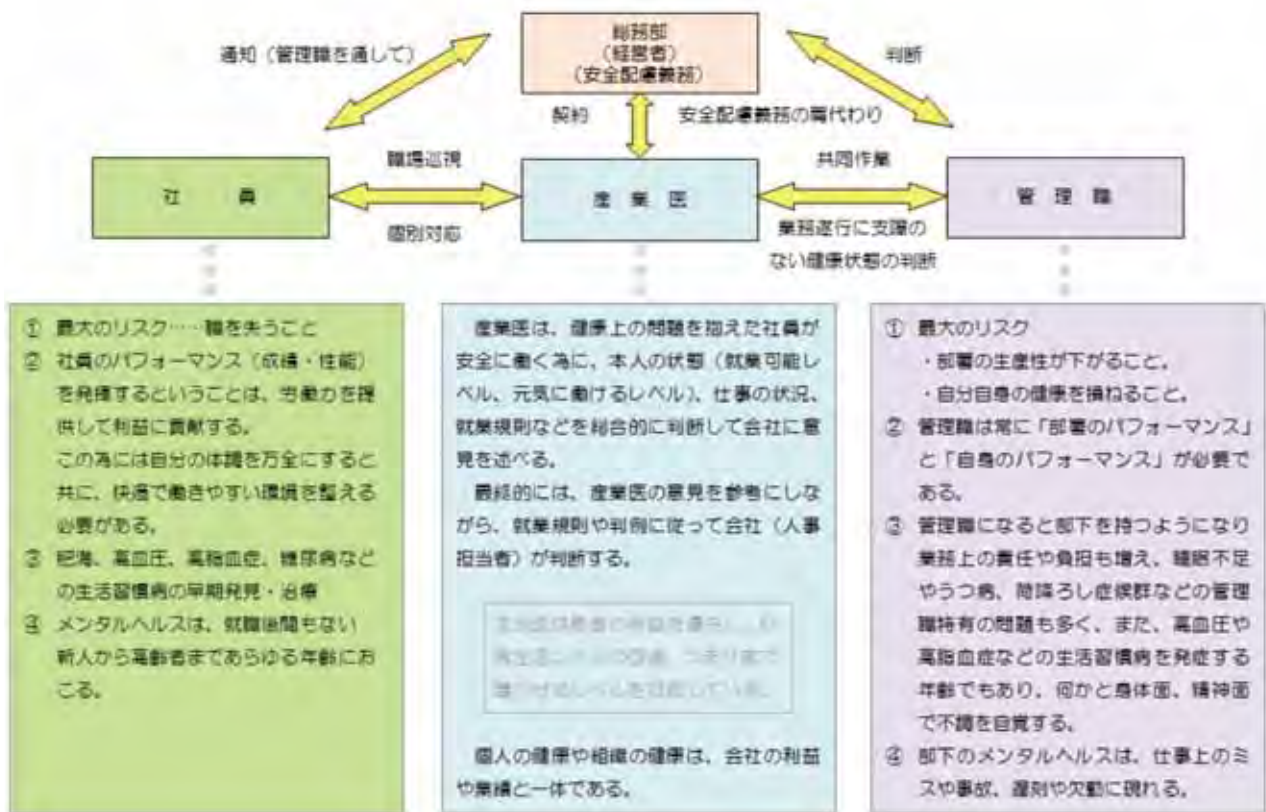 総務部
（経営者）
（安全配慮義務）
通知（管理職を通して）
判断
契約
安全配慮義務の肩代わり
職場巡視
共同作業
社　員
産　業　医
管　理　職
個別対応
業務遂行に支障の
ない健康状態の判断
① 最大のリスク‥‥職を失うこと
② 社員のパフォーマンス（成績・性能）
を発揮するということは、労働力を提
供して利益に貢献する。
この為には自分の体調を万全にすると
共に、快適で働きやすい環境を整える
必要がある。
③ 肥満、高血圧、高脂血症、糖尿病など
の生活習慣病の早期発見・治療
④ メンタルヘルスは、就職後間もない
新人から高齢者まであらゆる年齢にお
こる。
産業医は、健康上の問題を抱えた社員が
安全に働く為に、本人の状態（就業可能レ
ベル、元気に働けるレベル）、仕事の状況、
就業規則などを総合的に判断して会社に意
見を述べる。
最終的には、産業医の意見を参考にしな
がら、就業規則や判例に従って会社（人事
担当者）が判断する。
個人の健康や組織の健康は、会社の利益
や業績と一体である。
① 最大のリスク
・部署の生産性が下がること。
・自分自身の健康を損ねること。
② 管理職は常に「部署のパフォーマンス」
と「自身のパフォーマンス」が必要で
ある。
③ 管理職になると部下を持つようになり
業務上の責任や負担も増え、睡眠不足
やうつ病、荷降ろし症候群などの管理
職特有の問題も多く、また、高血圧や
高脂血症などの生活習慣病を発症する
年齢でもあり、何かと身体面、精神面
で不調を自覚する。
④ 部下のメンタルヘルスは、仕事上のミ
スや事故、遅刻や欠勤に現れる。